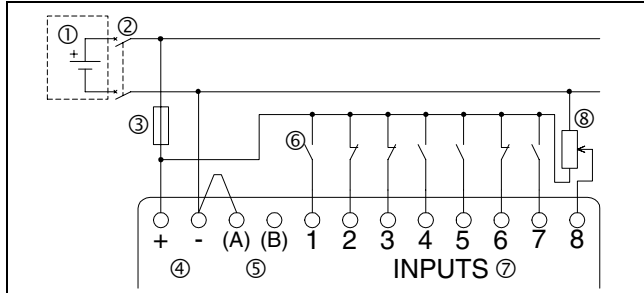 ① ②
+
③
⑥
⑧
+ - (A) (B) 1 2 3 4 5 6 7 8
④ ⑤ INPUTS ⑦